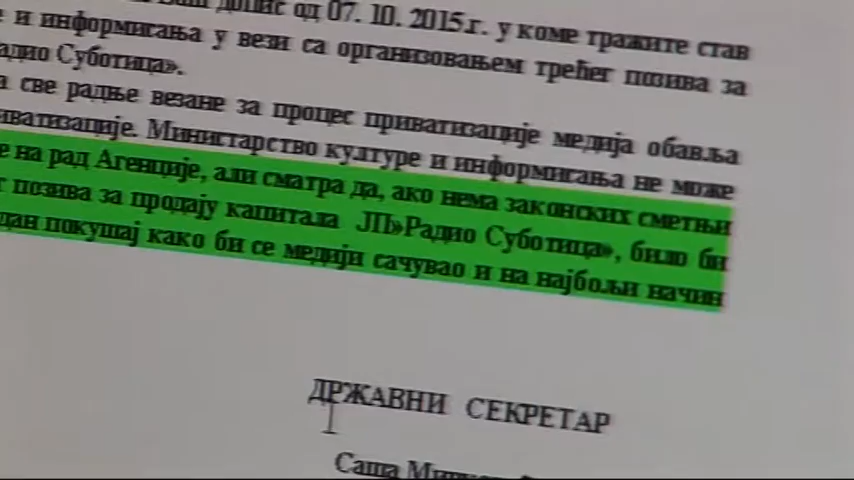 допис од 07. 10. 2015.г. у коме тражите став
е и информисања у вези са организовањем трећег позива за
адио Суботица».
а све радње везане за процес приватизације медија обавља
иватизације. Министарство културе и информисања не може
е на рад Агенције, али сматра да, ако нема законских сметњи
г позива за продају капитала ЈП»Радио Суботица», било би
дан покушај како би се медији сачувао и на најбољи начин
ДРЖАВНИ СЕКРЕТАР
Саша